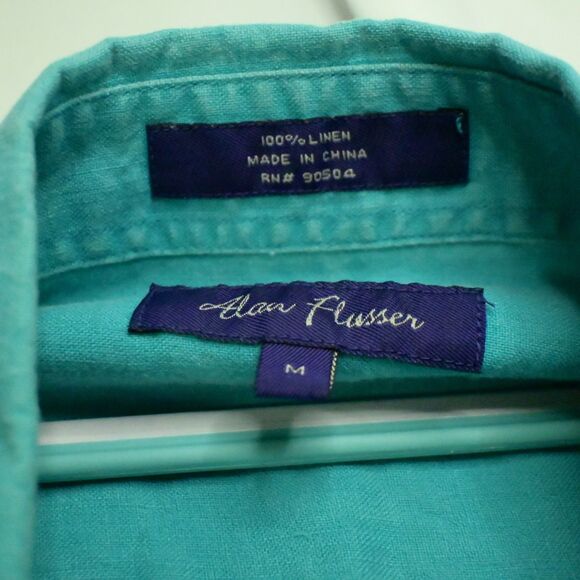 100% LINEN
MADE IN CHINA
RN# 90504
Alan Flusser
M